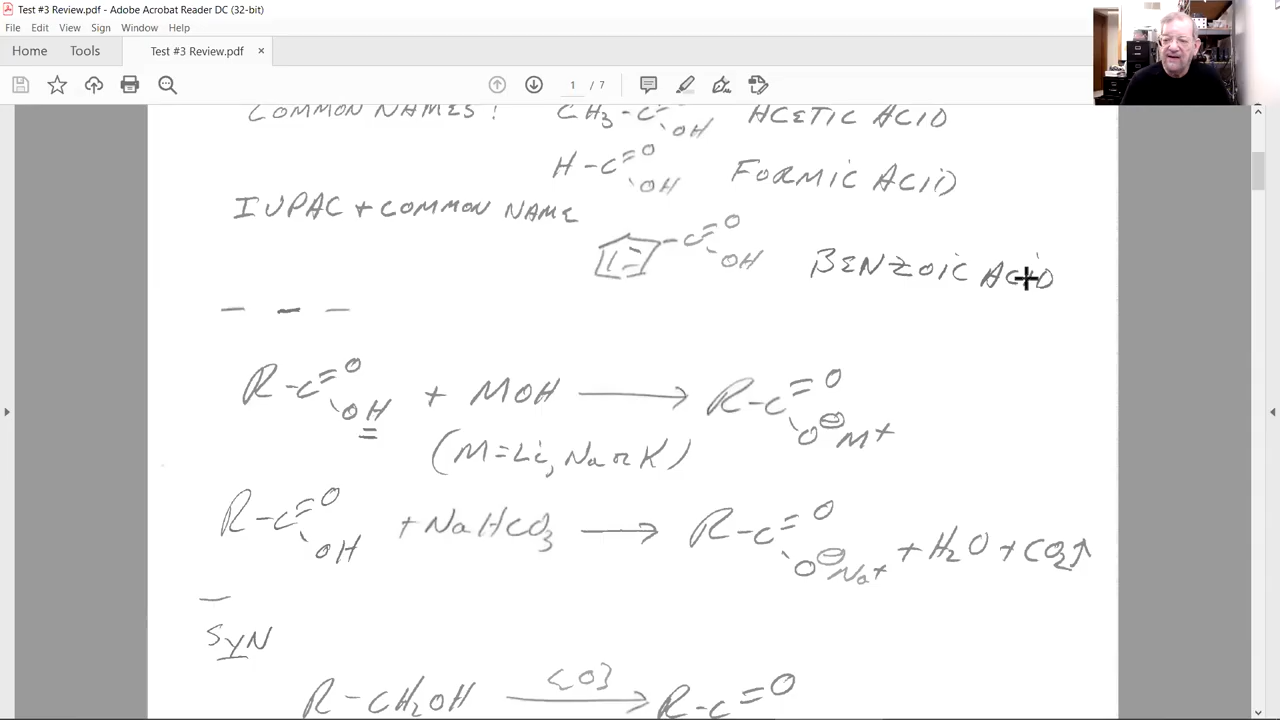 Test #3 Review.pdf - Adobe Acrobat Reader DC (32-bit)
File Edit View Sign Window Help
Home Tools Test #3 Review.pdf ×
1 / 7
COMMON NAMES: CH3-C=O OH ACETIC ACID
H-C=O OH FORMIC ACID
IUPAC + COMMON NAME
-C=O OH BENZOIC ACID
— — —
R-C=O OH + MOH → R-C=O O⊖ M+
(M=Li, Na or K)
R-C=O OH + NaHCO3 → R-C=O O⊖ Na+ + H2O + CO2↑
—
SYN
R-CH2OH {O} → R-C=O